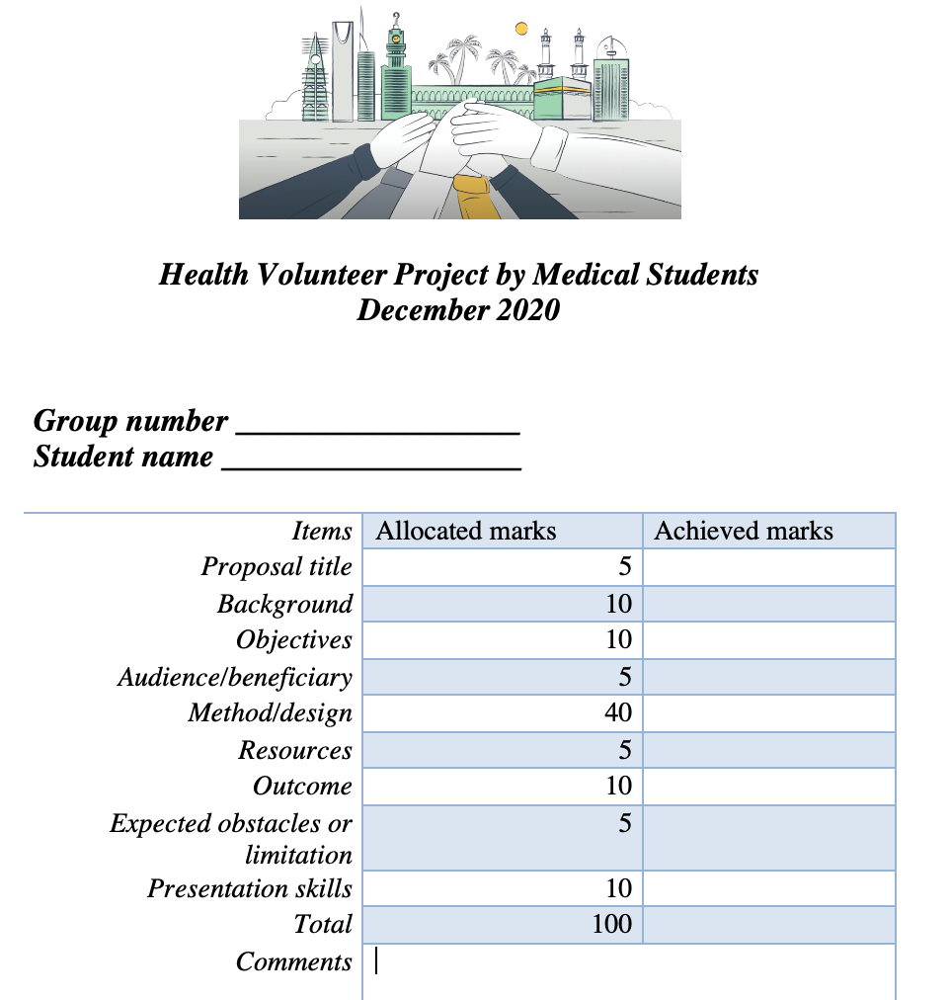 Health Volunteer Project by Medical Students
December 2020
Group number __________________
Student name ___________________
Items Allocated marks Achieved marks
Proposal title 5
Background 10
Objectives 10
Audience/beneficiary 5
Method/design 40
Resources 5
Outcome 10
Expected obstacles or 5
limitation
Presentation skills 10
Total 100
Comments